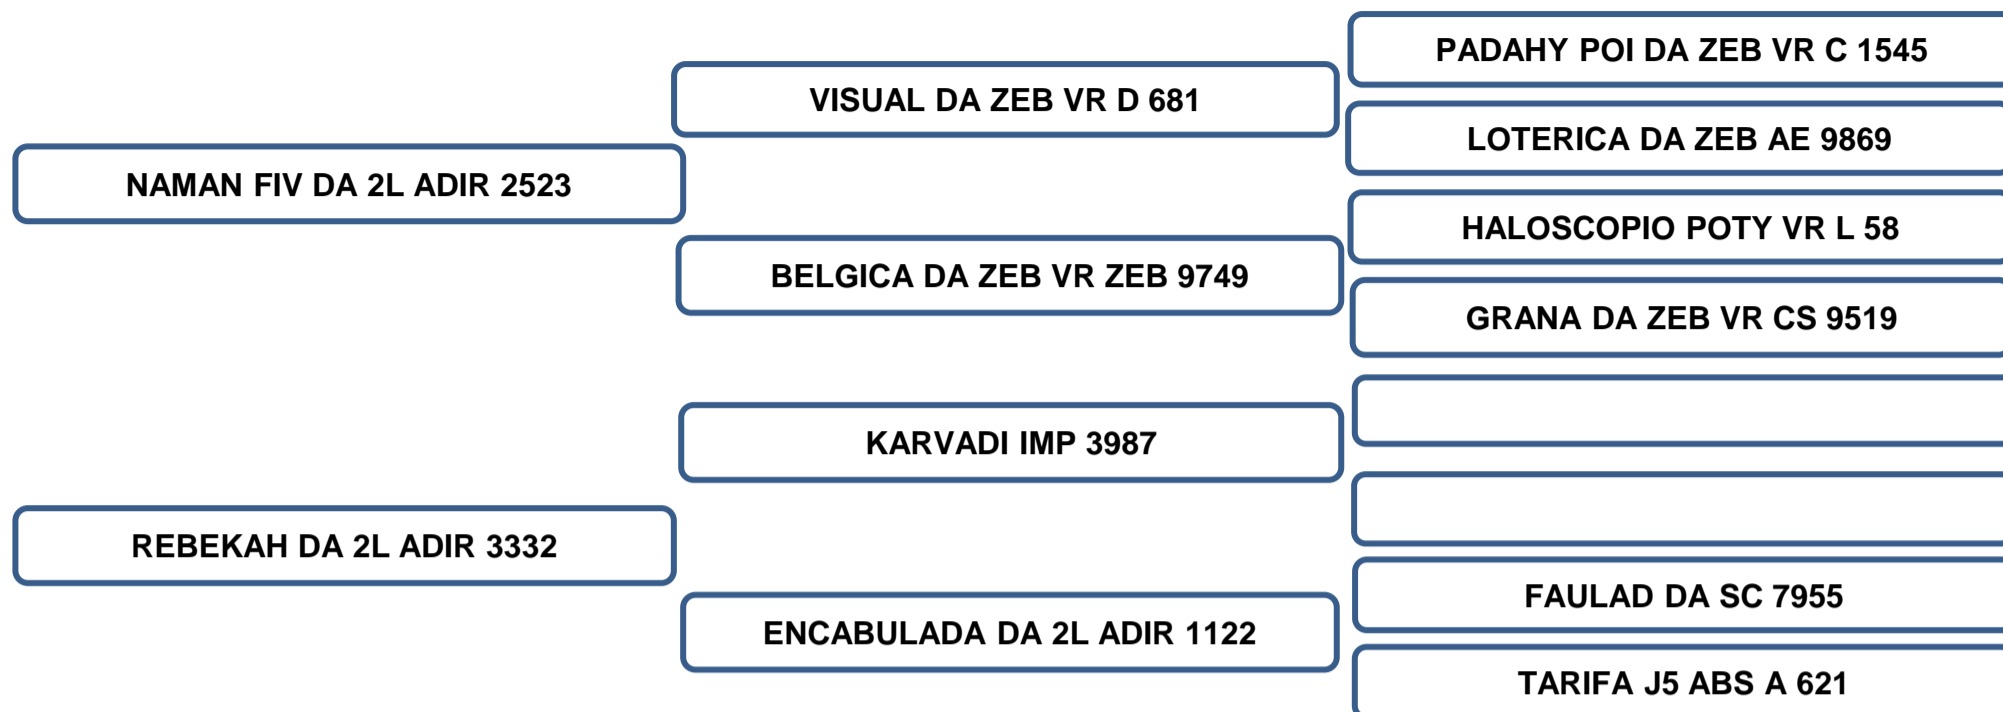 PADAHY POI DA ZEB VR C 1545
VISUAL DA ZEB VR D 681
LOTERICA DA ZEB AE 9869
NAMAN FIV DA 2L ADIR 2523
HALOSCOPIO POTY VR L 58
BELGICA DA ZEB VR ZEB 9749
GRANA DA ZEB VR CS 9519
KARVADI IMP 3987
REBEKAH DA 2L ADIR 3332
FAULAD DA SC 7955
ENCABULADA DA 2L ADIR 1122
TARIFA J5 ABS A 621